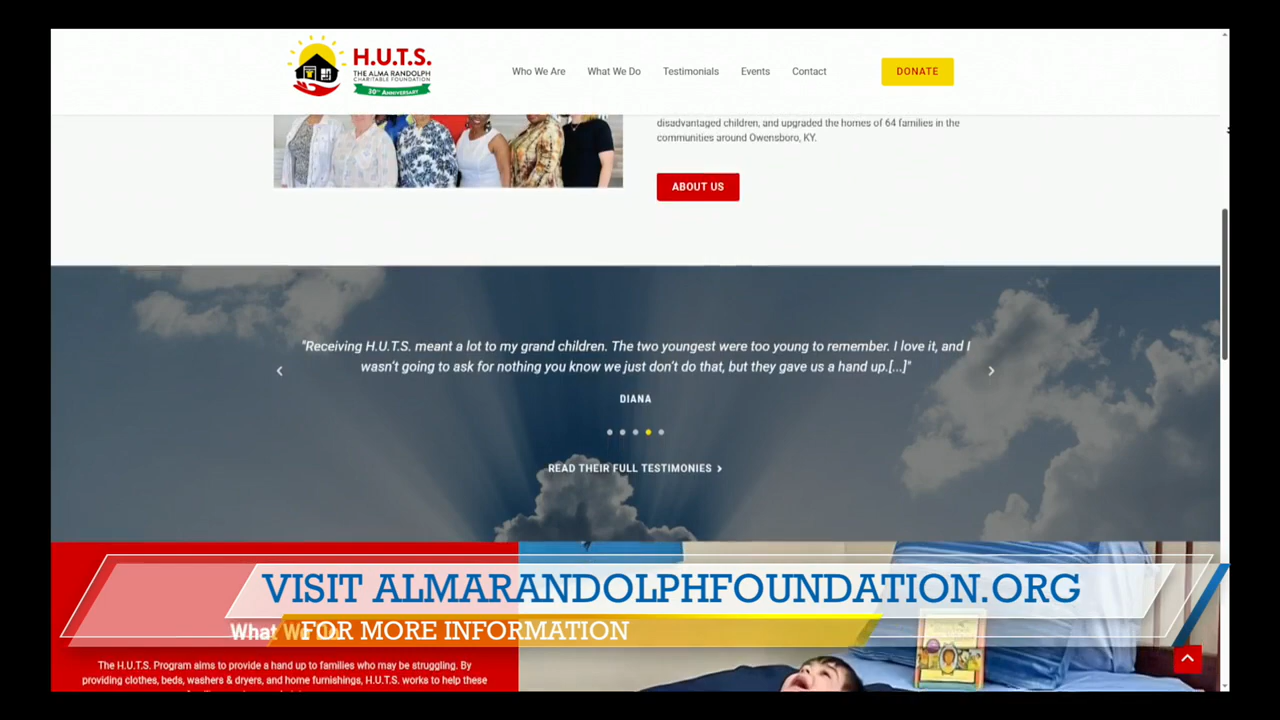 H.U.T.S.
THE ALMA RANDOLPH
CHARITABLE FOUNDATION
30th ANNIVERSARY
Who We Are
What We Do
Testimonials
Events
Contact
DONATE
disadvantaged children, and upgraded the homes of 64 families in the
communities around Owensboro, KY.
ABOUT US
"Receiving H.U.T.S. meant a lot to my grand children. The two youngest were too young to remember. I love it, and I
wasn't going to ask for nothing you know we just don't do that, but they gave us a hand up.[...]"
DIANA
READ THEIR FULL TESTIMONIES
VISIT ALMARANDOLPHFOUNDATION.ORG
FOR MORE INFORMATION
What We Do
The H.U.T.S. Program aims to provide a hand up to families who may be struggling. By
providing clothes, beds, washers & dryers, and home furnishings, H.U.T.S. works to help these